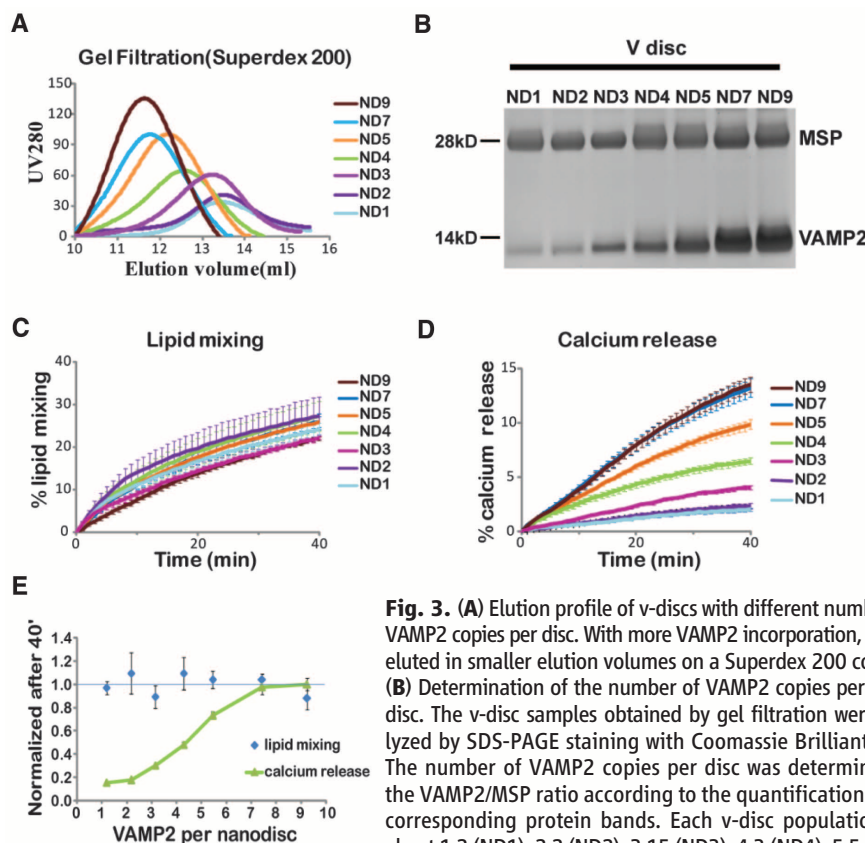 A
Gel Filtration(Superdex 200)
UV280
150
120
90
60
30
0
10 11 12 13 14 15 16
Elution volume(ml)
ND9
ND7
ND5
ND4
ND3
ND2
ND1
B
V disc
ND1 ND2 ND3 ND4 ND5 ND7 ND9
28kD
MSP
14kD
VAMP2
C
Lipid mixing
% lipid mixing
40
30
20
10
0
0 20 40
Time (min)
ND9
ND7
ND5
ND4
ND3
ND2
ND1
D
Calcium release
% calcium release
15
10
5
0
0 20 40
Time (min)
ND9
ND7
ND5
ND4
ND3
ND2
ND1
E
Normalized after 40'
1.4
1.2
1.0
0.8
0.6
0.4
0.2
0.0
0 1 2 3 4 5 6 7 8 9 10
VAMP2 per nanodisc
lipid mixing
calcium release
Fig. 3. (A) Elution profile of v-discs with different num
VAMP2 copies per disc. With more VAMP2 incorporation,
eluted in smaller elution volumes on a Superdex 200 co
(B) Determination of the number of VAMP2 copies per
disc. The v-disc samples obtained by gel filtration wer
lyzed by SDS-PAGE staining with Coomassie Brilliant
The number of VAMP2 copies per disc was determin
the VAMP2/MSP ratio according to the quantification
corresponding protein bands. Each v-disc populatio